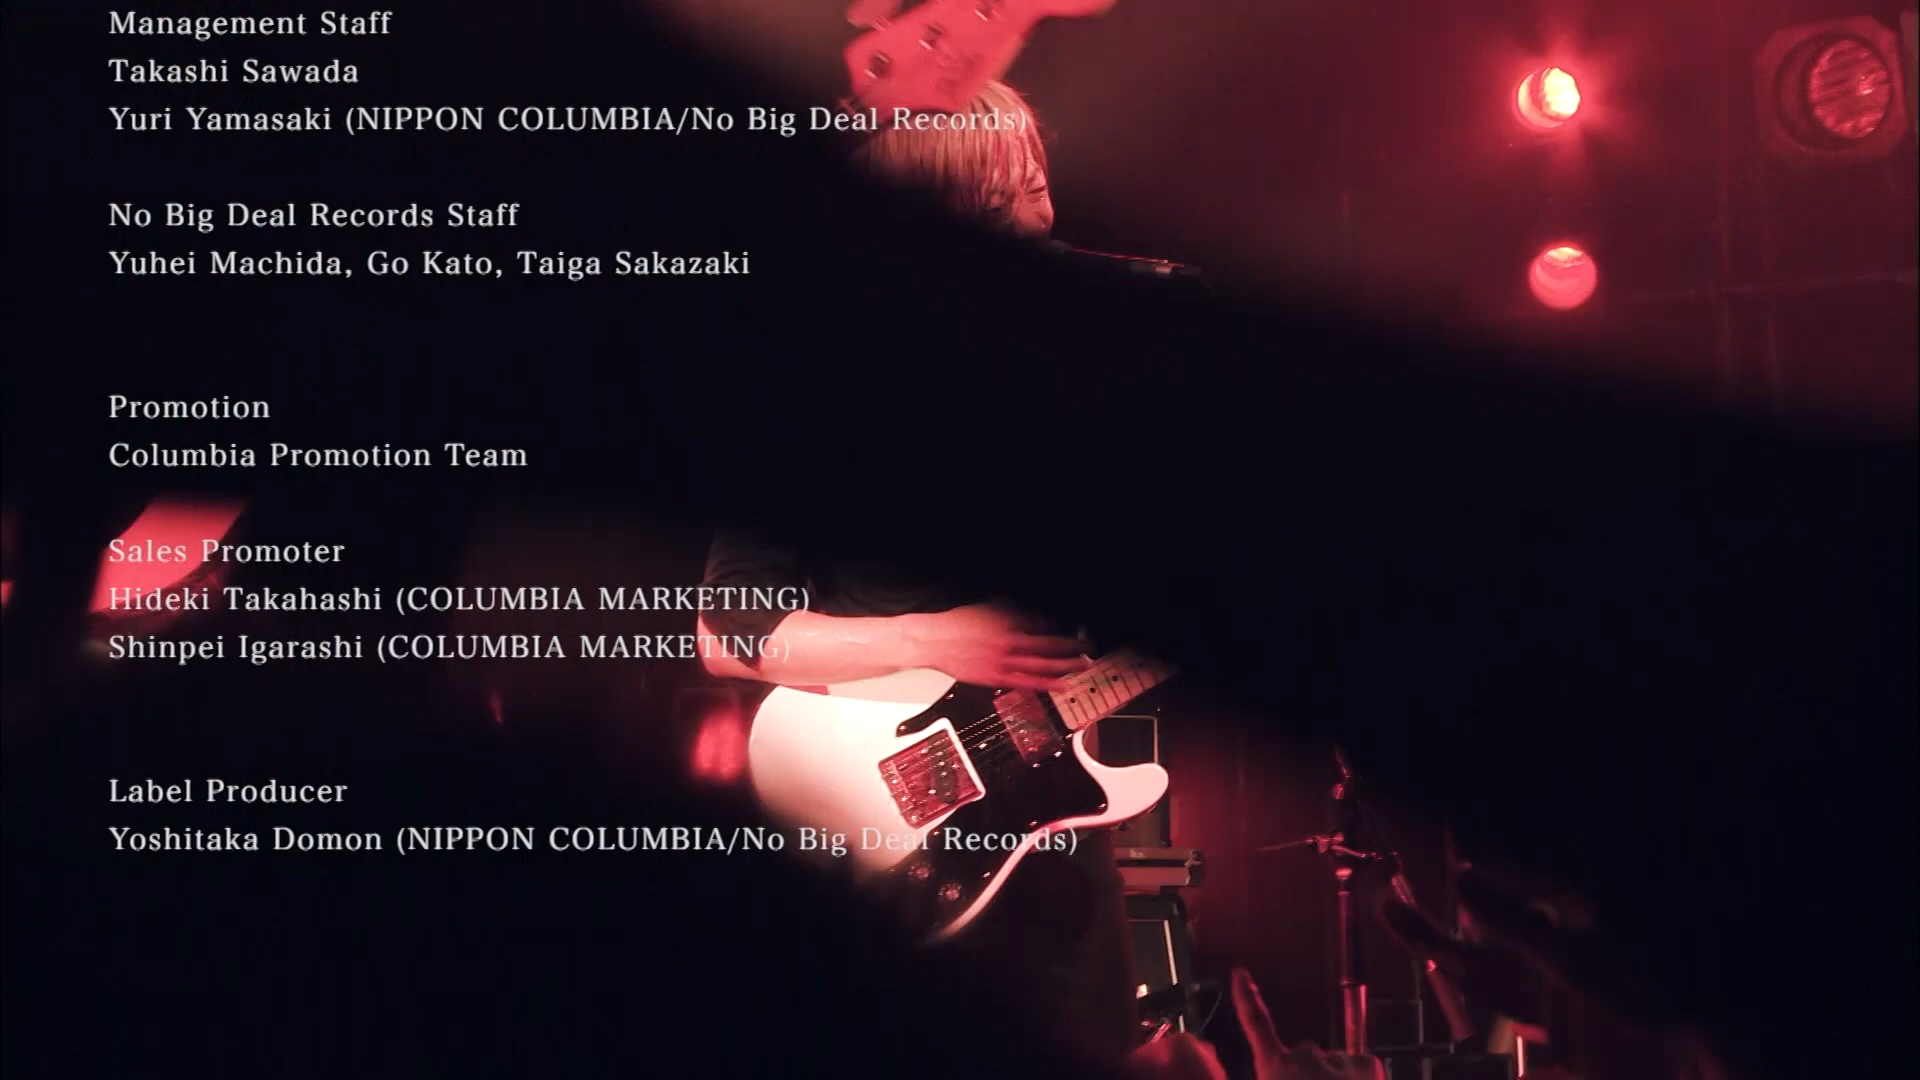 Management Staff
Takashi Sawada
Yuri Yamasaki (NIPPON COLUMBIA/No Big Deal Records)
No Big Deal Records Staff
Yuhei Machida, Go Kato, Taiga Sakazaki
Promotion
Columbia Promotion Team
Sales Promoter
Hideki Takahashi (COLUMBIA MARKETING)
Shinpei Igarashi (COLUMBIA MARKETING)
Label Producer
Yoshitaka Domon (NIPPON COLUMBIA/No Big Deal Records)